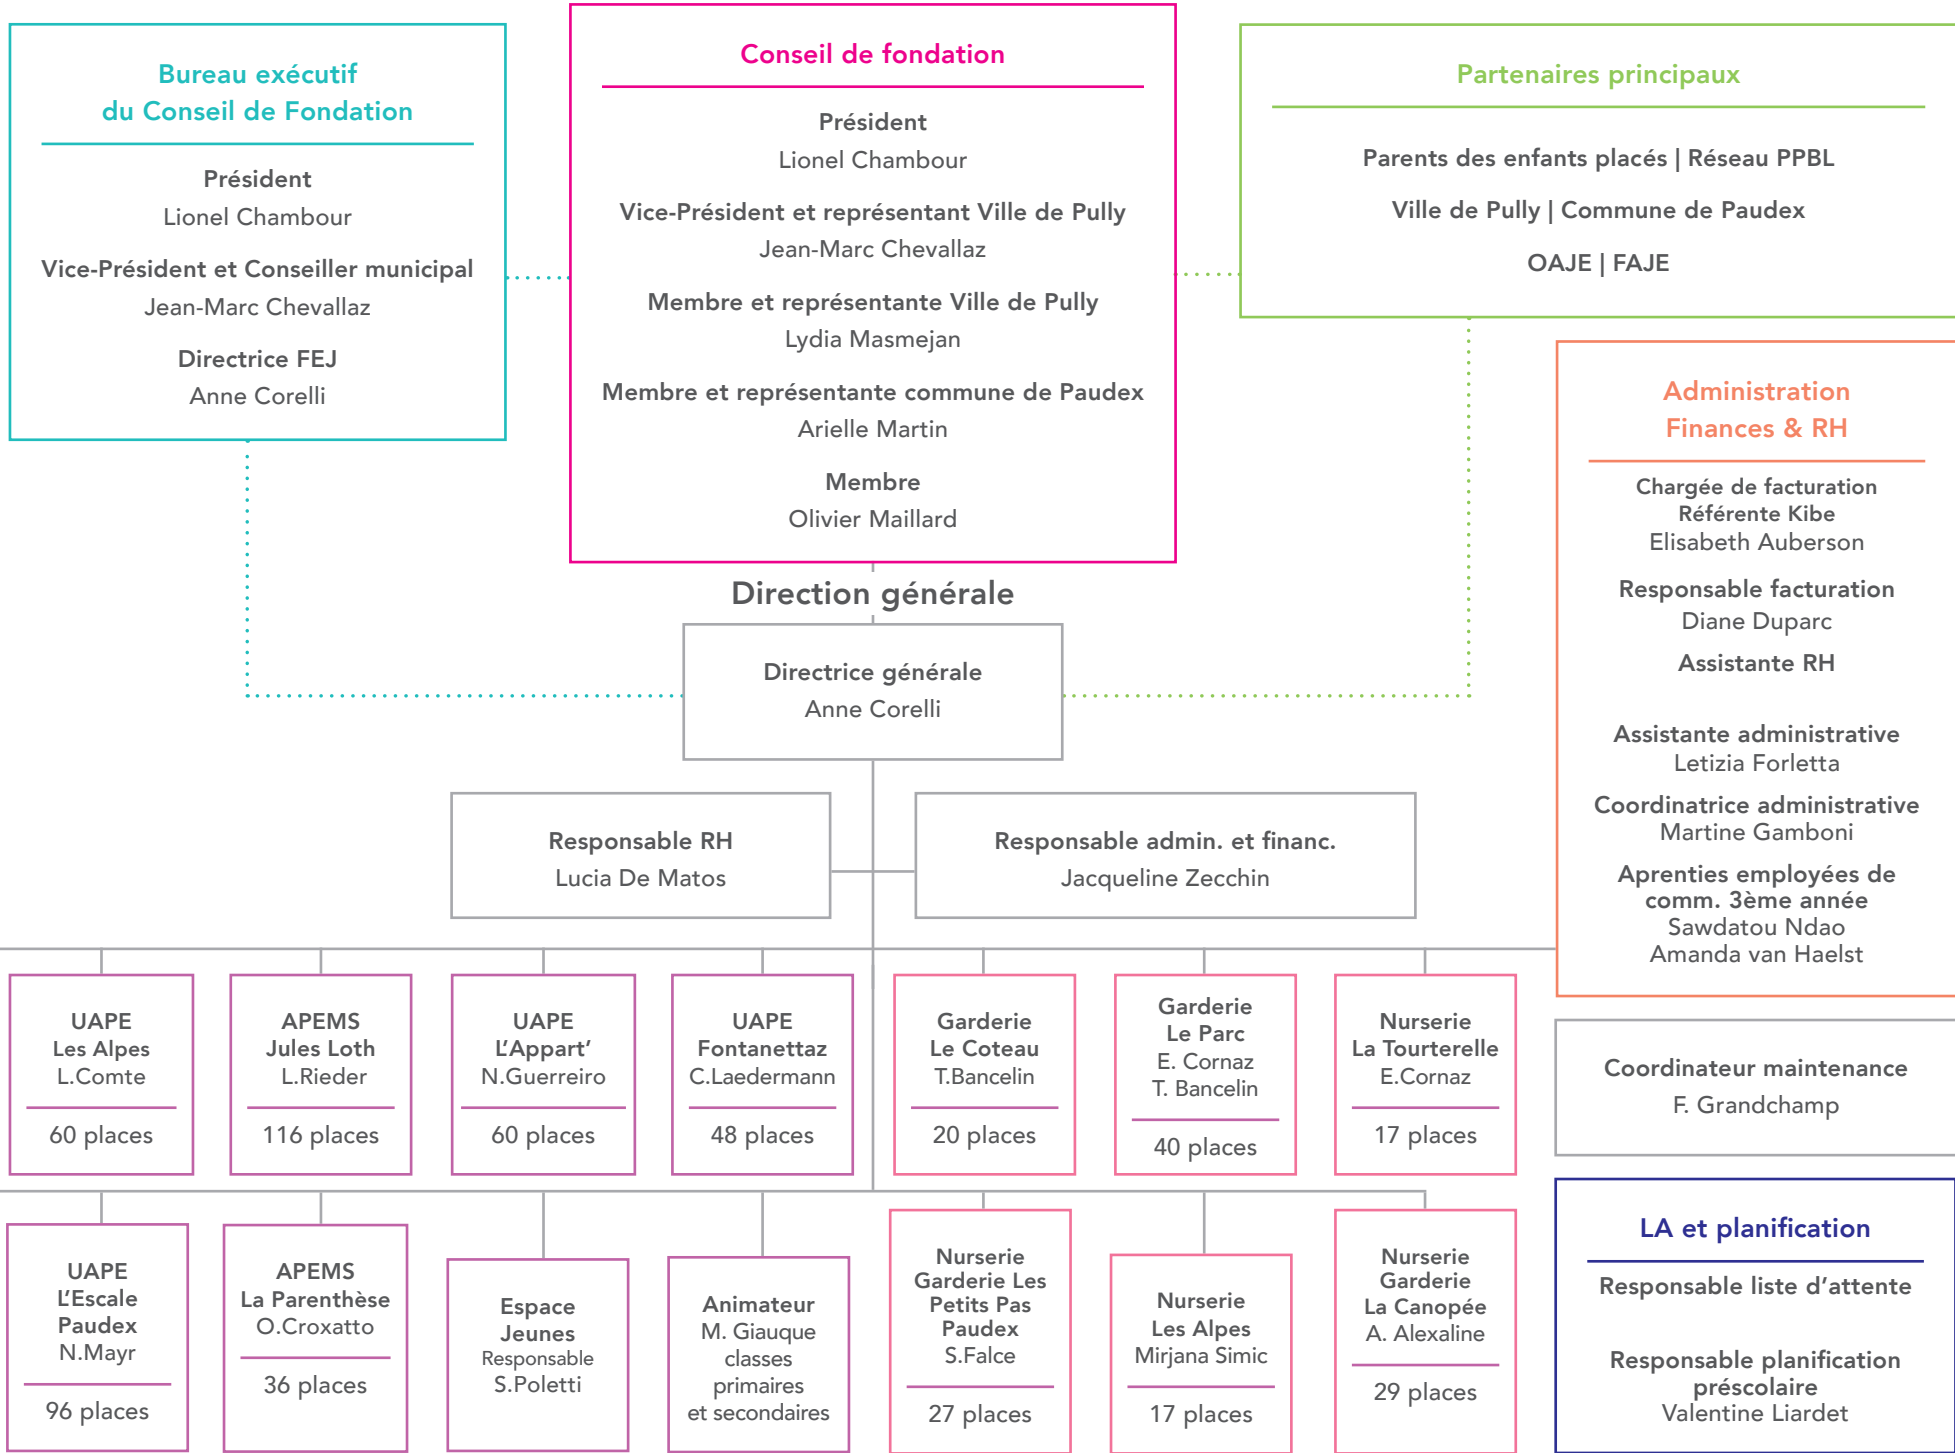 Bureau exécutif
du Conseil de Fondation
Président
Lionel Chambour
Vice-Président et Conseiller municipal
Jean-Marc Chevallaz
Directrice FEJ
Anne Corelli
Conseil de fondation
Président
Lionel Chambour
Vice-Président et représentant Ville de Pully
Jean-Marc Chevallaz
Membre et représentante Ville de Pully
Lydia Masmejan
Membre et représentante commune de Paudex
Arielle Martin
Membre
Olivier Maillard
Partenaires principaux
Parents des enfants placés | Réseau PPBL
Ville de Pully | Commune de Paudex
OAJE | FAJE
Direction générale
Directrice générale
Anne Corelli
Responsable RH
Lucia De Matos
Responsable admin. et financ.
Jacqueline Zecchin
Administration
Finances & RH
Chargée de facturation
Référente Kibe
Elisabeth Auberson
Responsable facturation
Diane Duparc
Assistante RH
Assistante administrative
Letizia Forletta
Coordinatrice administrative
Martine Gamboni
Aprenties employées de
comm. 3ème année
Sawdatou Ndao
Amanda van Haelst
UAPE
Les Alpes
L.Comte
60 places
APEMS
Jules Loth
L.Rieder
116 places
UAPE
L'Appart'
N.Guerreiro
60 places
UAPE
Fontanettaz
C.Laedermann
48 places
Garderie
Le Coteau
T.Bancelin
20 places
Garderie
Le Parc
E. Cornaz
T. Bancelin
40 places
Nurserie
La Tourterelle
E.Cornaz
17 places
Coordinateur maintenance
F. Grandchamp
UAPE
L'Escale
Paudex
N.Mayr
96 places
APEMS
La Parenthèse
O.Croxatto
36 places
Espace
Jeunes
Responsable
S.Poletti
Animateur
M. Giauque
classes
primaires
et secondaires
Nurserie
Garderie Les
Petits Pas
Paudex
S.Falce
27 places
Nurserie
Les Alpes
Mirjana Simic
17 places
Nurserie
Garderie
La Canopée
A. Alexaline
29 places
LA et planification
Responsable liste d'attente
Responsable planification
préscolaire
Valentine Liardet